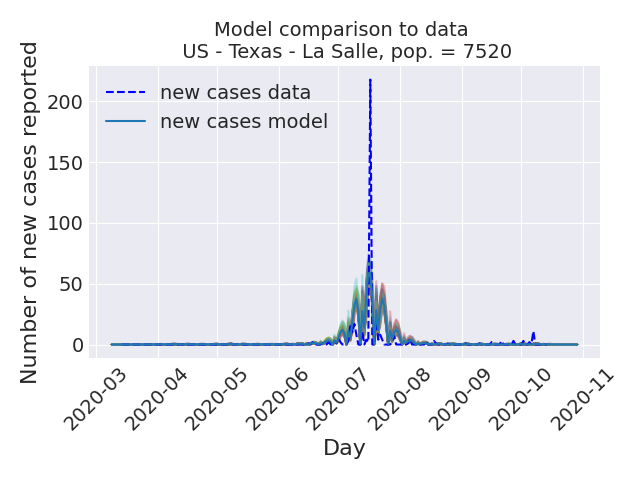 Model comparison to data
US - Texas - La Salle, pop. = 7520
Number of new cases reported
200
150
100
50
0
new cases data
new cases model
2020-03
2020-04
2020-05
2020-06
2020-07
2020-08
2020-09
2020-10
2020-11
Day